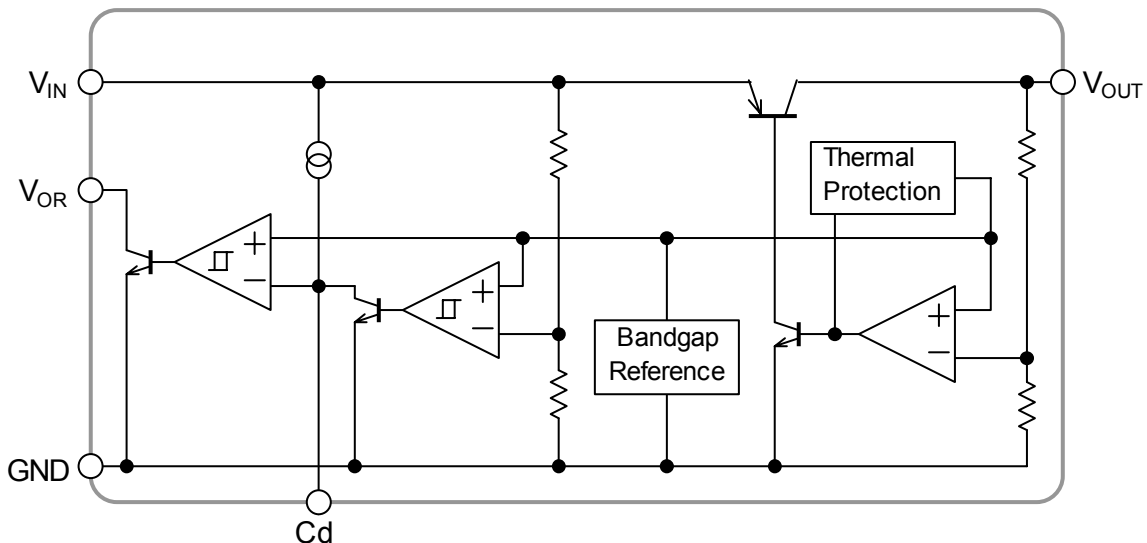 V_IN
V_OUT
Thermal
Protection
V_OR
+
−
+
−
+
−
Bandgap
Reference
GND
Cd